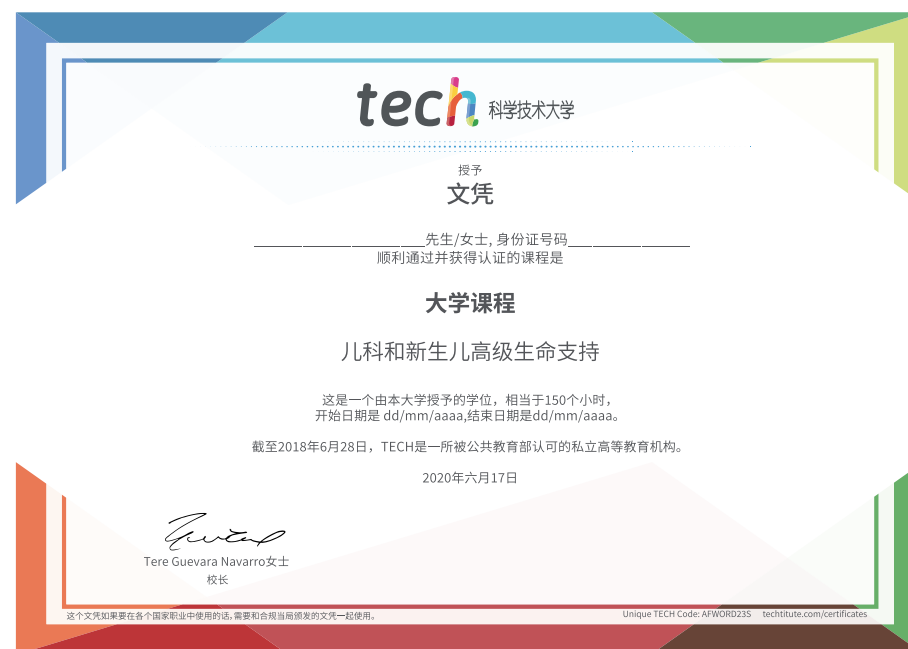 tech 科学技术大学
授予
文凭
______________________先生/女士, 身份证号码_______________
顺利通过并获得认证的课程是
大学课程
儿科和新生儿高级生命支持
这是一个由本大学授予的学位，相当于150个小时，
开始日期是 dd/mm/aaaa,结束日期是dd/mm/aaaa。
截至2018年6月28日，TECH是一所被公共教育部认可的私立高等教育机构。
2020年六月17日
Tere Guevara Navarro女士
校长
这个文凭如果要在各个国家职业中使用的话,需要和合规当局颁发的文凭一起使用。
Unique TECH Code: AFWORD23S techtitute.com/certificates